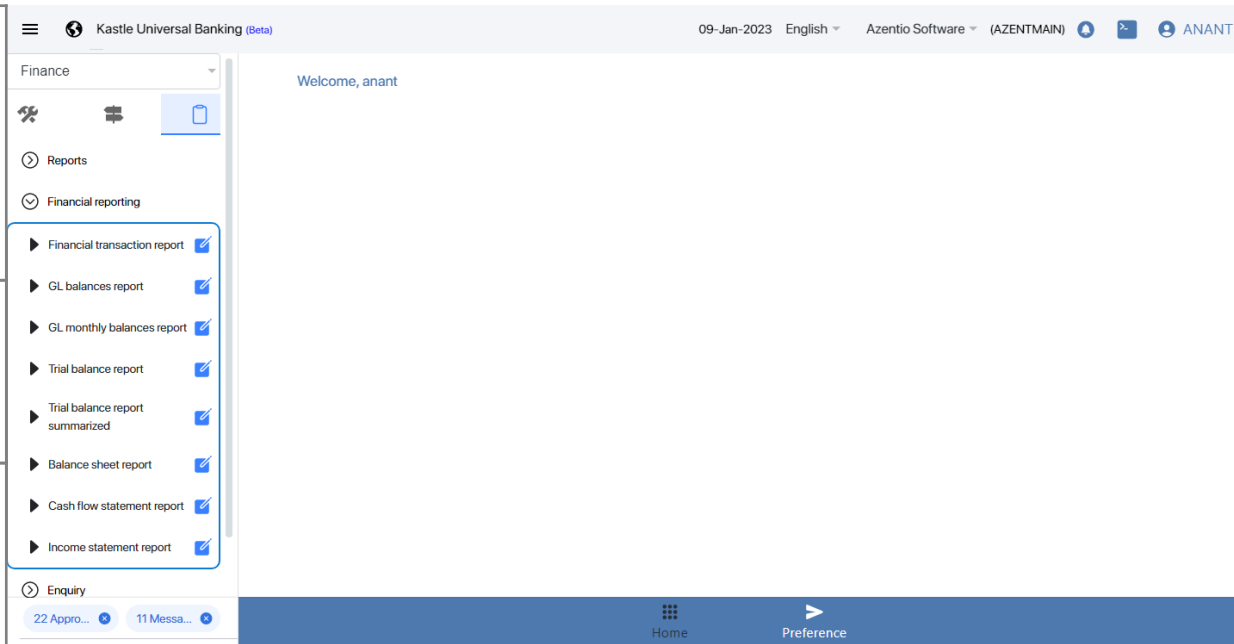 Kastle Universal Banking (Beta)
09-Jan-2023 English Azentio Software (AZENTMAIN) ANANT
Finance
Welcome, anant
Reports
Financial reporting
Financial transaction report
GL balances report
GL monthly balances report
Trial balance report
Trial balance report
summarized
Balance sheet report
Cash flow statement report
Income statement report
Enquiry
22 Appro... 11 Messa...
Home Preference